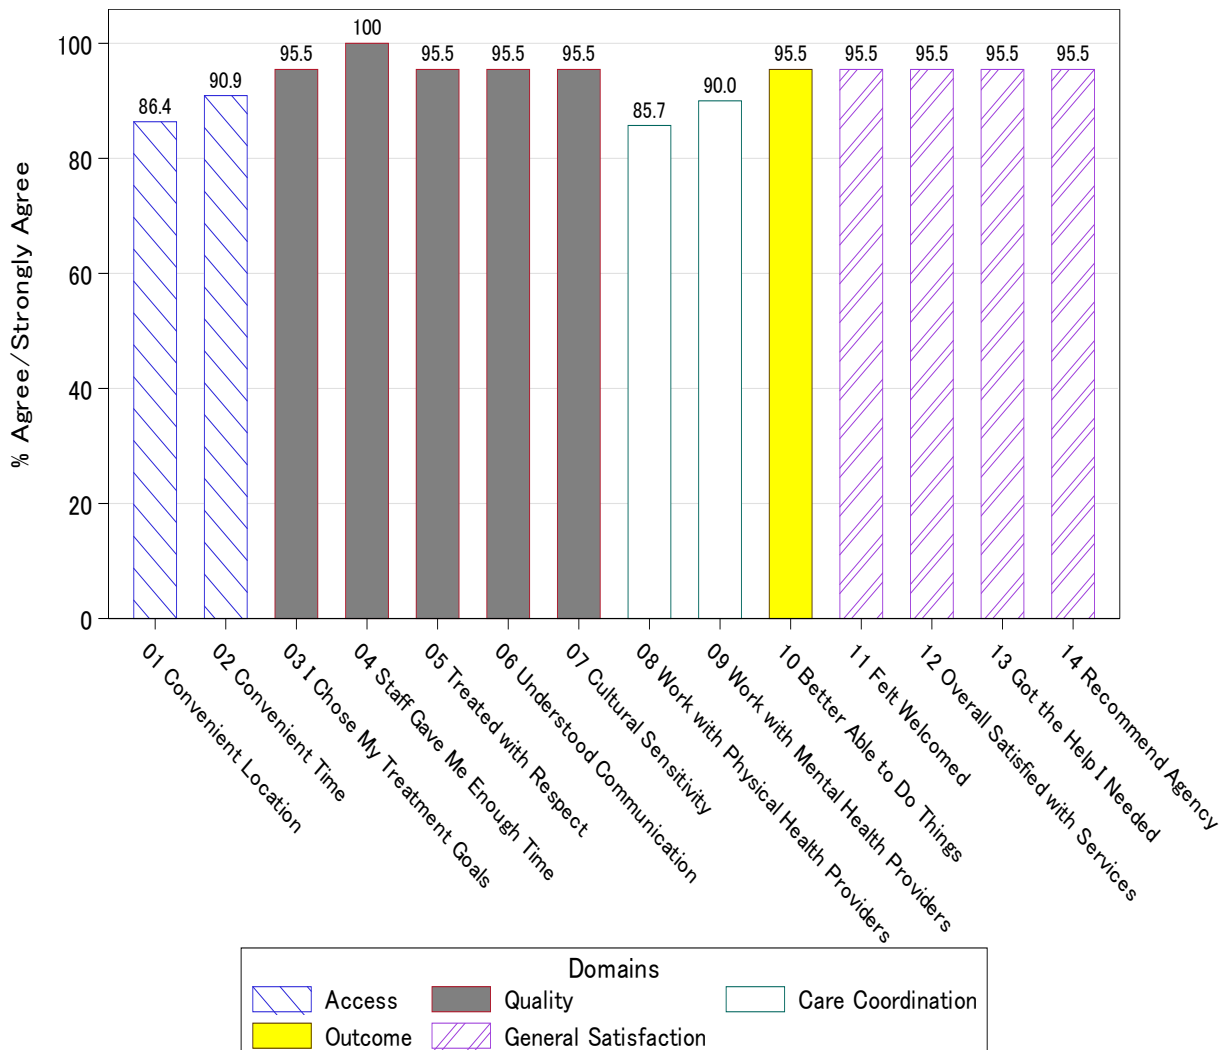 % Agree/Strongly Agree
100
80
60
40
20
0
86.4
90.9
95.5
100
95.5
95.5
95.5
85.7
90.0
95.5
95.5
95.5
95.5
95.5
01 Convenient Location
02 Convenient Time
03 I Chose My Treatment Goals
04 Staff Gave Me Enough Time
05 Treated with Respect
06 Understood Communication
07 Cultural Sensitivity
08 Work with Physical Health Providers
09 Work with Mental Health Providers
10 Better Able to Do Things
11 Felt Welcomed
12 Overall Satisfied with Services
13 Got the Help I Needed
14 Recommend Agency
Domains
Access
Quality
Care Coordination
Outcome
General Satisfaction